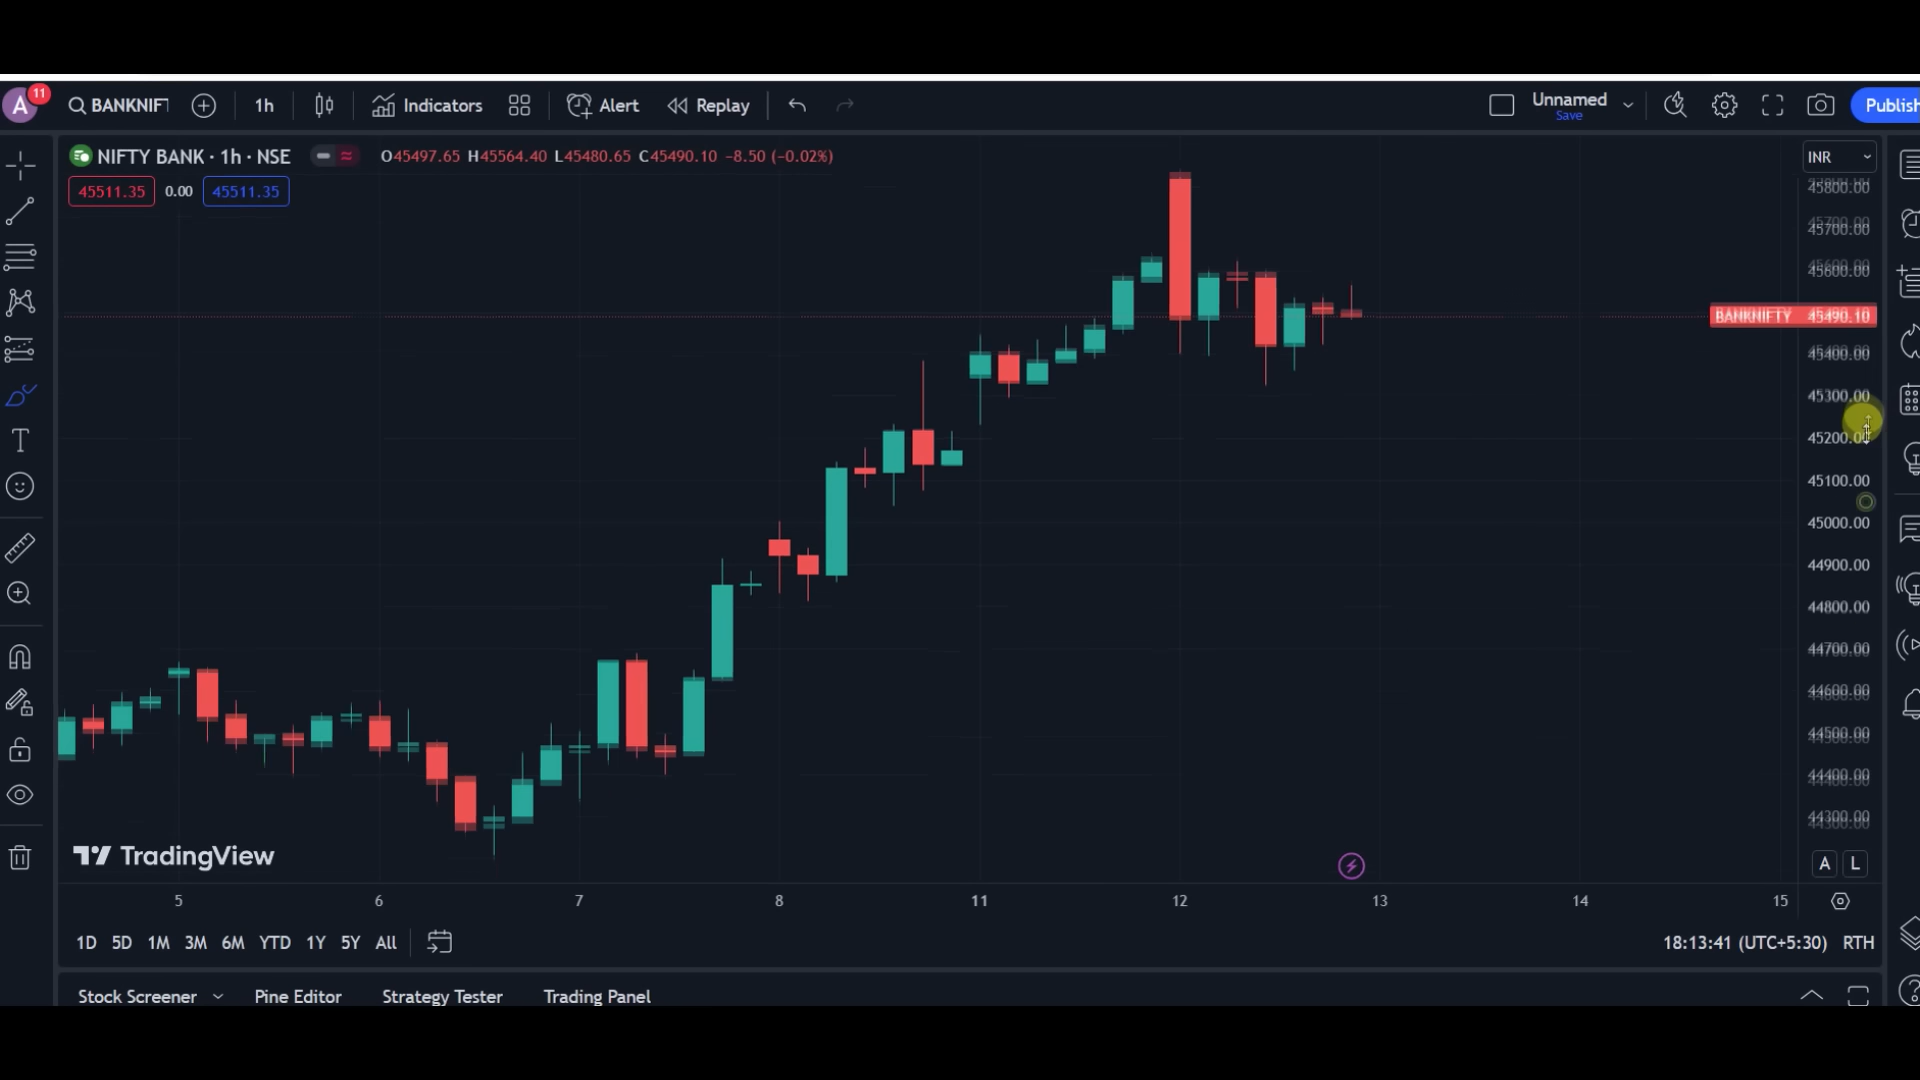 A 11 BANKNIFT 1h Indicators Alert Replay Unnamed Save Publish
NIFTY BANK · 1h · NSE O45497.65 H45564.40 L45480.65 C45490.10 -8.50 (-0.02%) INR
45511.35 0.00 45511.35
45800.00
45700.00
45600.00
BANKNIFTY 45490.10
45400.00
45300.00
45200.00
45100.00
45000.00
44900.00
44800.00
44700.00
44600.00
44500.00
44400.00
44300.00
TradingView A L
5 6 7 8 11 12 13 14 15
1D 5D 1M 3M 6M YTD 1Y 5Y All 18:13:41 (UTC+5:30) RTH
Stock Screener Pine Editor Strategy Tester Trading Panel